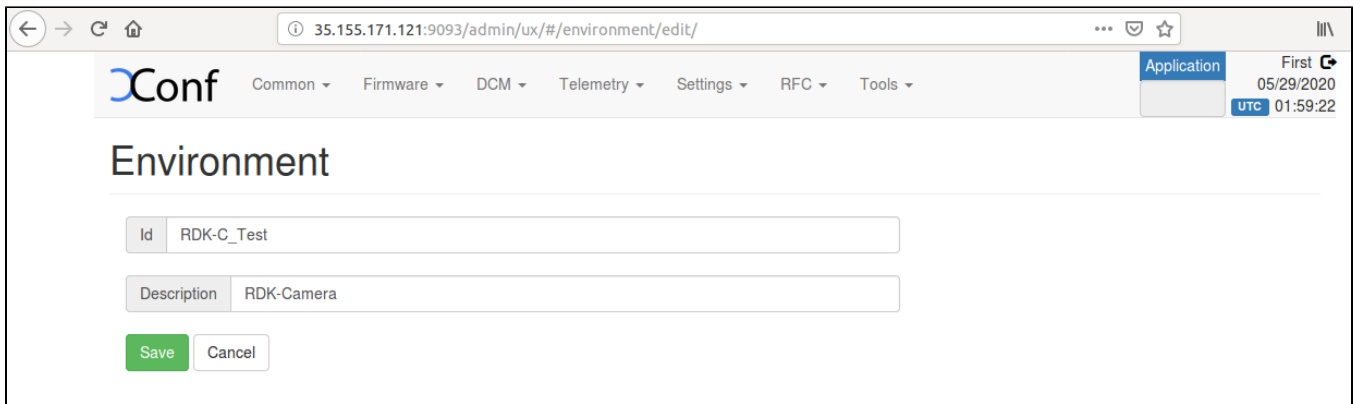 35.155.171.121:9093/admin/ux/#/environment/edit/
Conf Common Firmware DCM Telemetry Settings RFC Tools
Application
First
05/29/2020
UTC 01:59:22
Environment
Id RDK-C_Test
Description RDK-Camera
Save Cancel